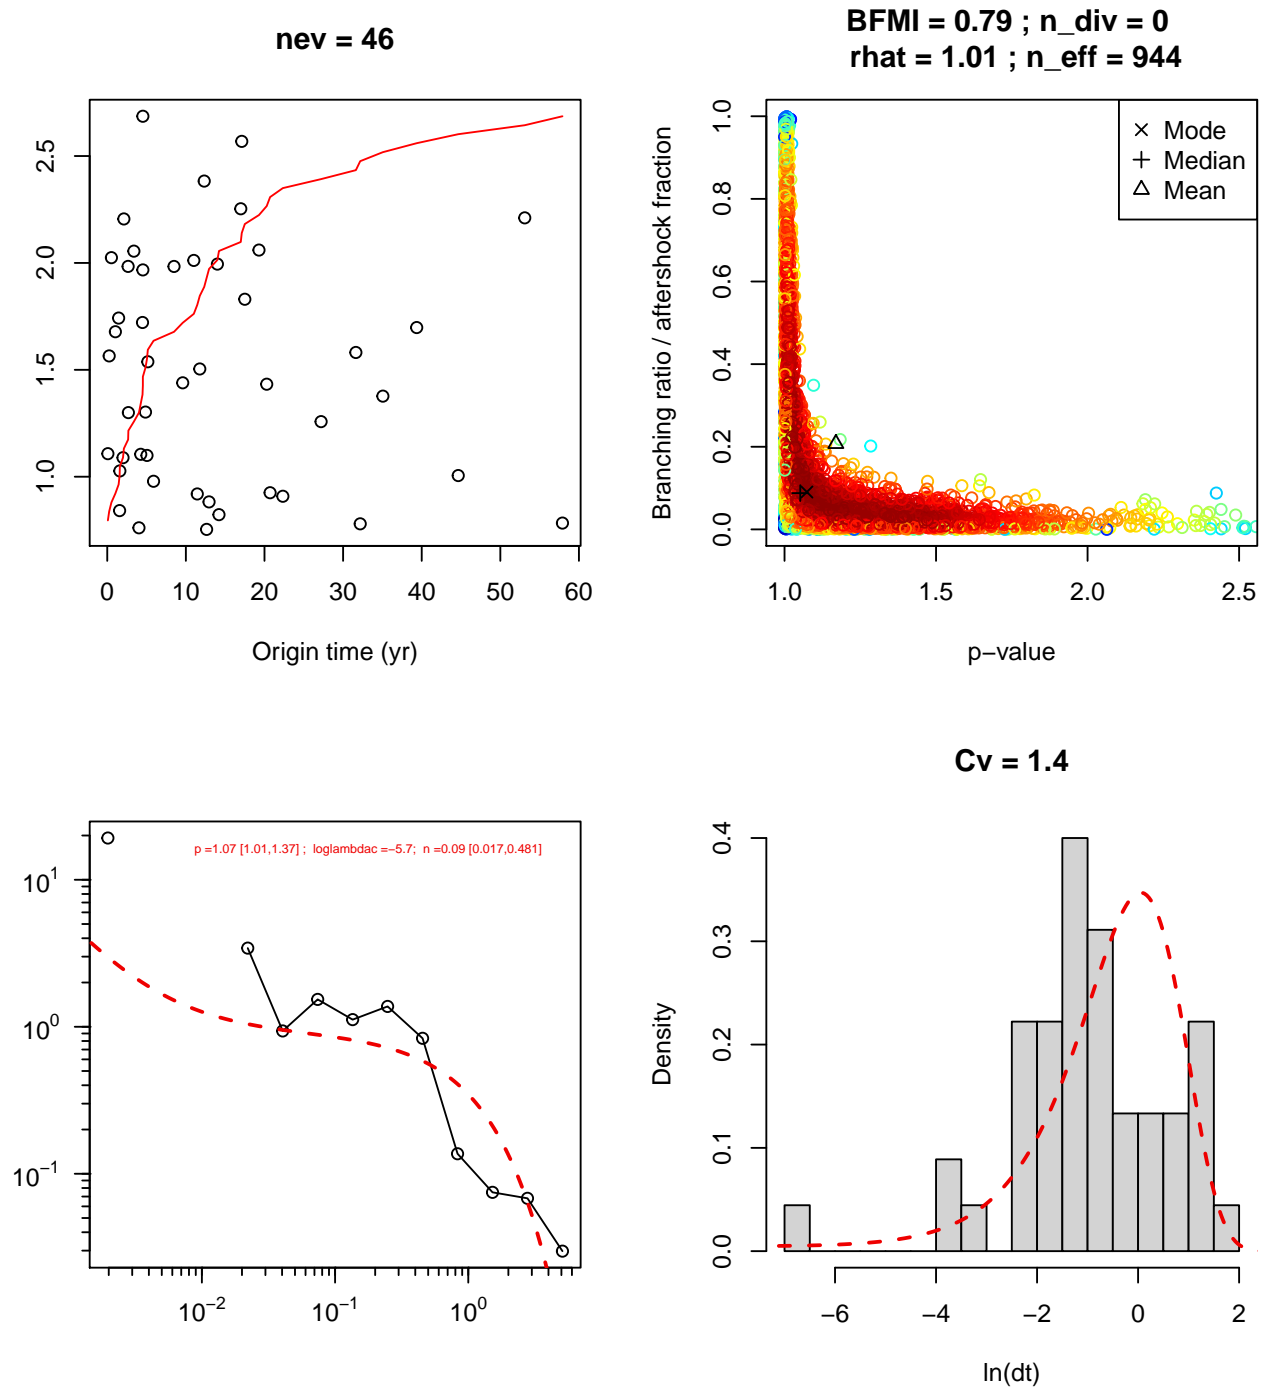 nev = 46
2.5
2.0
1.5
1.0
0 10 20 30 40 50 60
Origin time (yr)
BFMI = 0.79 ; n_div = 0
rhat = 1.01 ; n_eff = 944
Branching ratio / aftershock fraction
1.0
0.8
0.6
0.4
0.2
0.0
Mode
Median
Mean
1.0 1.5 2.0 2.5
p−value
p =1.07 [1.01,1.37] ; loglambdac =−5.7; n =0.09 [0.017,0.481]
10^1
10^0
10^−1
10^−2 10^−1 10^0
Cv = 1.4
Density
0.4
0.3
0.2
0.1
0.0
−6 −4 −2 0 2
ln(dt)